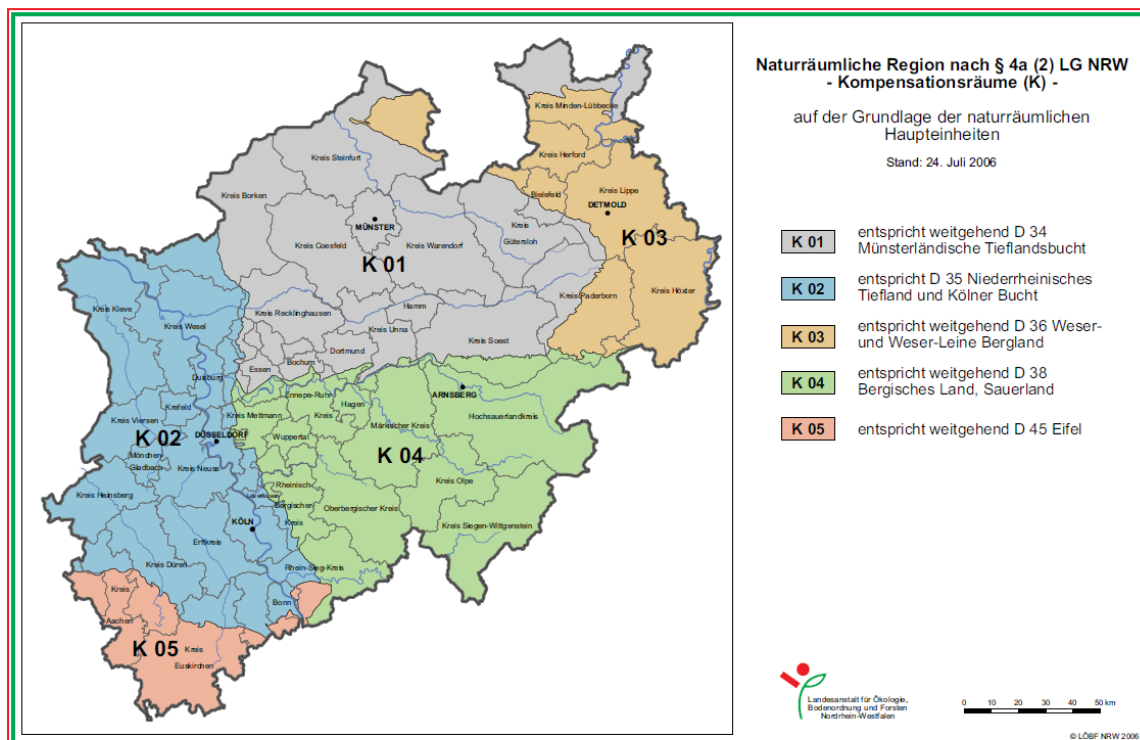 Naturräumliche Region nach § 4a (2) LG NRW
- Kompensationsräume (K) -
auf der Grundlage der naturräumlichen
Haupteinheiten
Stand: 24. Juli 2006
K 01
entspricht weitgehend D 34
Münsterländische Tieflandsbucht
K 02
entspricht D 35 Niederrheinisches
Tiefland und Kölner Bucht
K 03
entspricht weitgehend D 36 Weser-
und Weser-Leine Bergland
K 04
entspricht weitgehend D 38
Bergisches Land, Sauerland
K 05
entspricht weitgehend D 45 Eifel
Kreis Minden-Lübbecke
Kreis Steinfurt
Kreis Herford
Kreis Borken
Bielefeld
Kreis Lippe
DETMOLD
MÜNSTER
Kreis
Gütersloh
Kreis Coesfeld
Kreis Warendorf
K 03
K 01
Kreis Höxter
Kreis Paderborn
Kreis Kleve
Kreis Recklinghausen
Hamm
Kreis Wesel
Kreis Unna
Kreis Soest
Dortmund
Bochum
Essen
Duisburg
Ennepe-Ruhr-
Kreis
Hagen
ARNSBERG
Krefeld
Kreis Mettmann
Hochsauerlandkreis
Kreis Viersen
Märkischer Kreis
K 02
DÜSSELDORF
Wuppertal
K 04
Mönchen-
Gladbach
Kreis Neuss
Kreis Olpe
Kreis Heinsberg
Leverkusen
Rheinisch-
Bergischer
Kreis
Oberbergischer Kreis
KÖLN
Kreis Siegen-Wittgenstein
Erftkreis
Kreis Düren
Rhein-Sieg-Kreis
Kreis
Aachen
Bonn
K 05
Kreis
Euskirchen
Landesanstalt für Ökologie,
Bodenordnung und Forsten
Nordrhein-Westfalen
0 10 20 30 40 50 km
© LÖBF NRW 2006